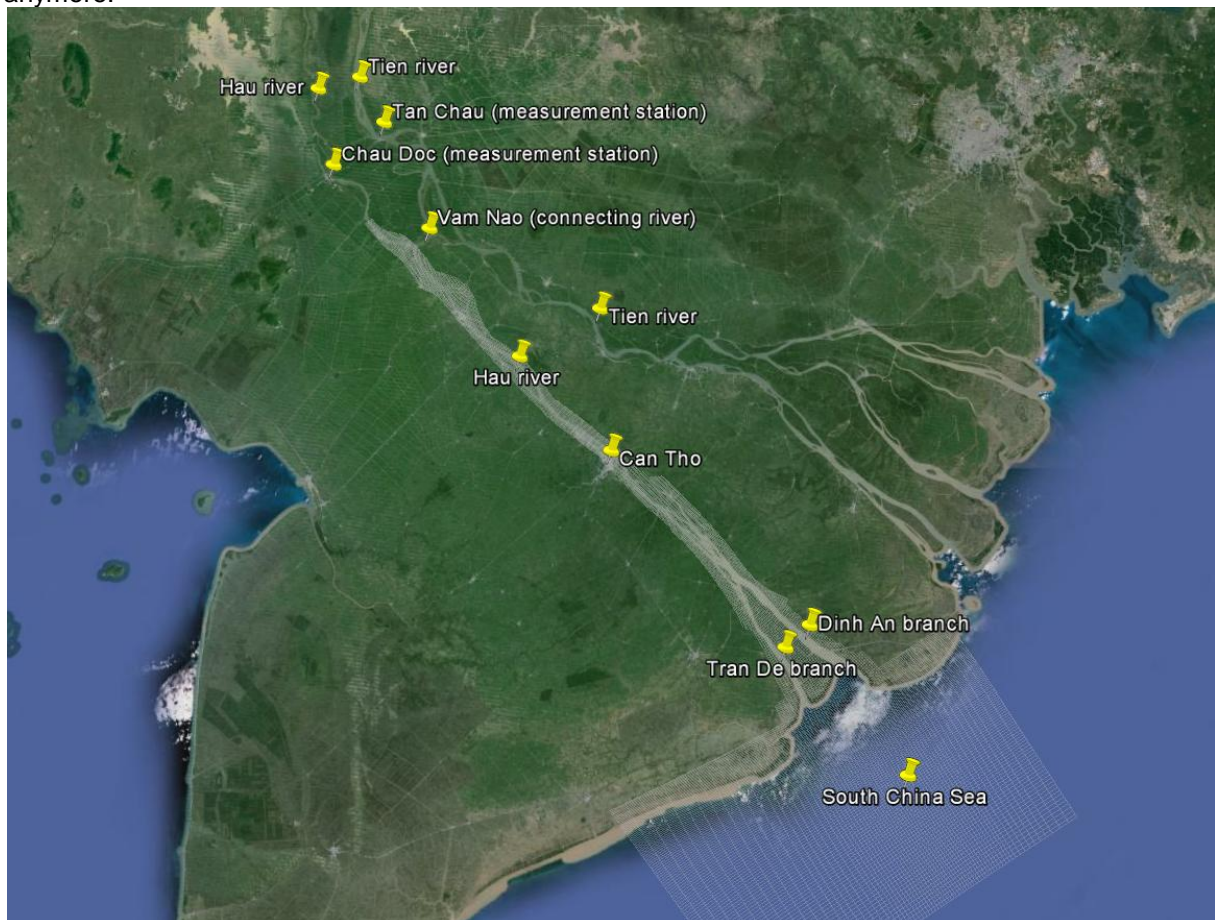 anymore.
Tien river
Hau river
Tan Chau (measurement station)
Chau Doc (measurement station)
Vam Nao (connecting river)
Tien river
Hau river
Can Tho
Dinh An branch
Tran De branch
South China Sea